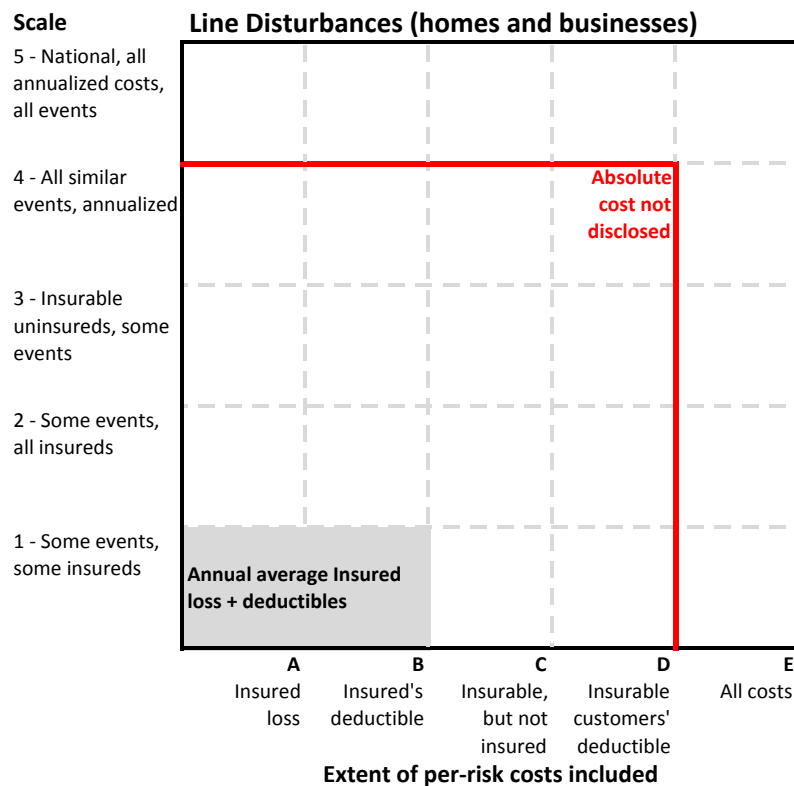 Scale
Line Disturbances (homes and businesses)
5 - National, all
annualized costs,
all events
4 - All similar
events, annualized
Absolute
cost not
disclosed
3 - Insurable
uninsureds, some
events
2 - Some events,
all insureds
1 - Some events,
some insureds
Annual average Insured
loss + deductibles
A
Insured
loss
B
Insured's
deductible
C
Insurable,
but not
insured
D
Insurable
customers'
deductible
E
All costs
Extent of per-risk costs included